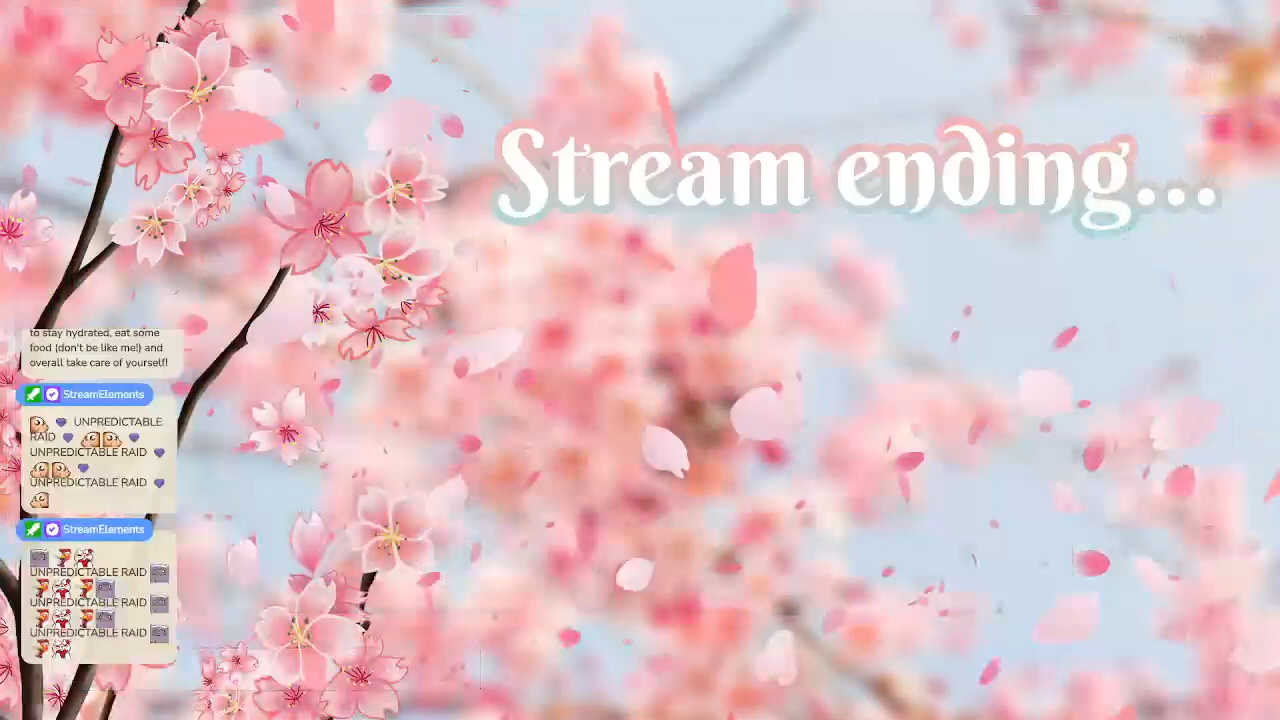 Stream ending...
to stay hydrated, eat some
food (don't be like me!) and
overall take care of yourself!
StreamElements
UNPREDICTABLE
RAID
UNPREDICTABLE RAID
UNPREDICTABLE RAID
StreamElements
UNPREDICTABLE RAID
UNPREDICTABLE RAID
UNPREDICTABLE RAID